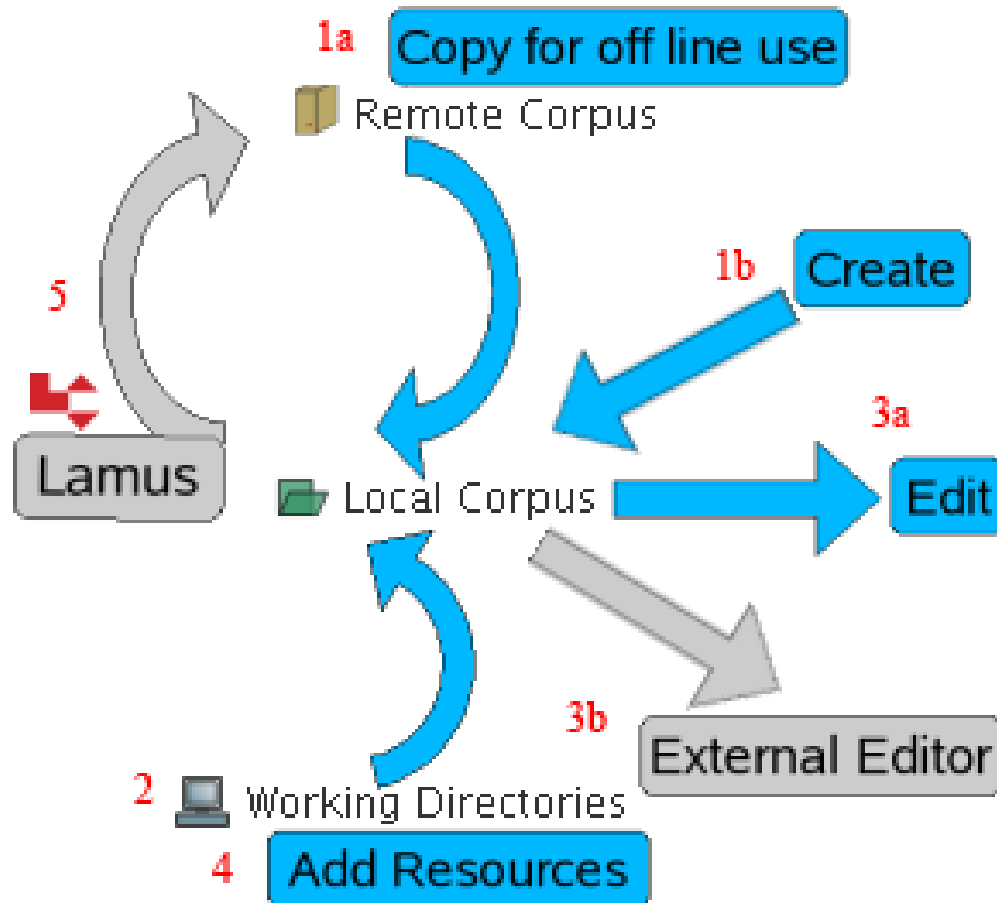 1a Copy for off line use
Remote Corpus
1b Create
5
3a
Lamus
Local Corpus
Edit
3b
External Editor
2 Working Directories
4 Add Resources